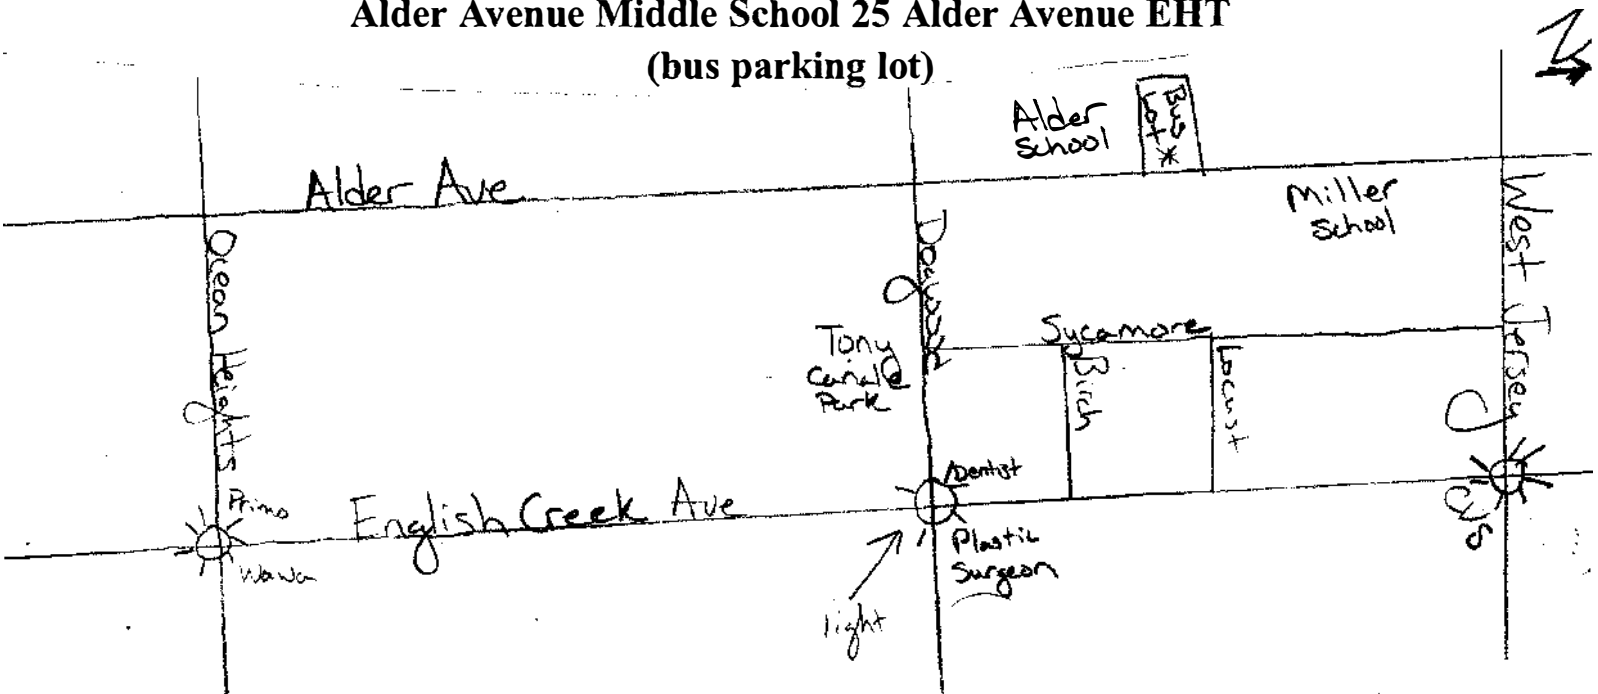 Alder Avenue Middle School 25 Alder Avenue EHT
(bus parking lot)
N
Alder
School
Bus
Lot *
Alder Ave
Miller
School
Ocean Heights
Dogwood
West Jersey
Sycamore
Tony
Canale
Park
Birch
Locust
Dentist
Primo
English Creek Ave
CVS
Plastic
Surgeon
Wawa
light